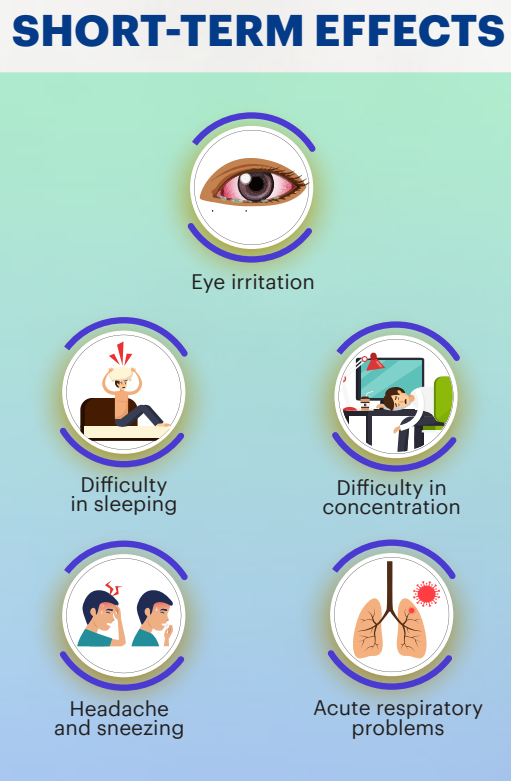 SHORT-TERM EFFECTS
Eye irritation
Difficulty
in sleeping
Difficulty in
concentration
Headache
and sneezing
Acute respiratory
problems